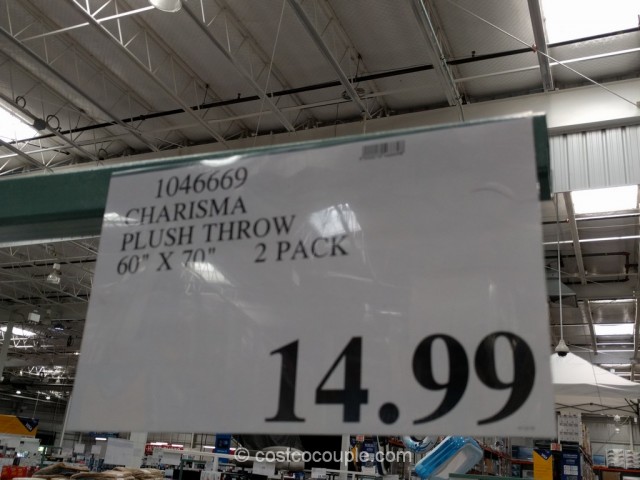 1046669
CHARISMA
PLUSH THROW
60" X 70" 2 PACK
14.99
costcocouple.com